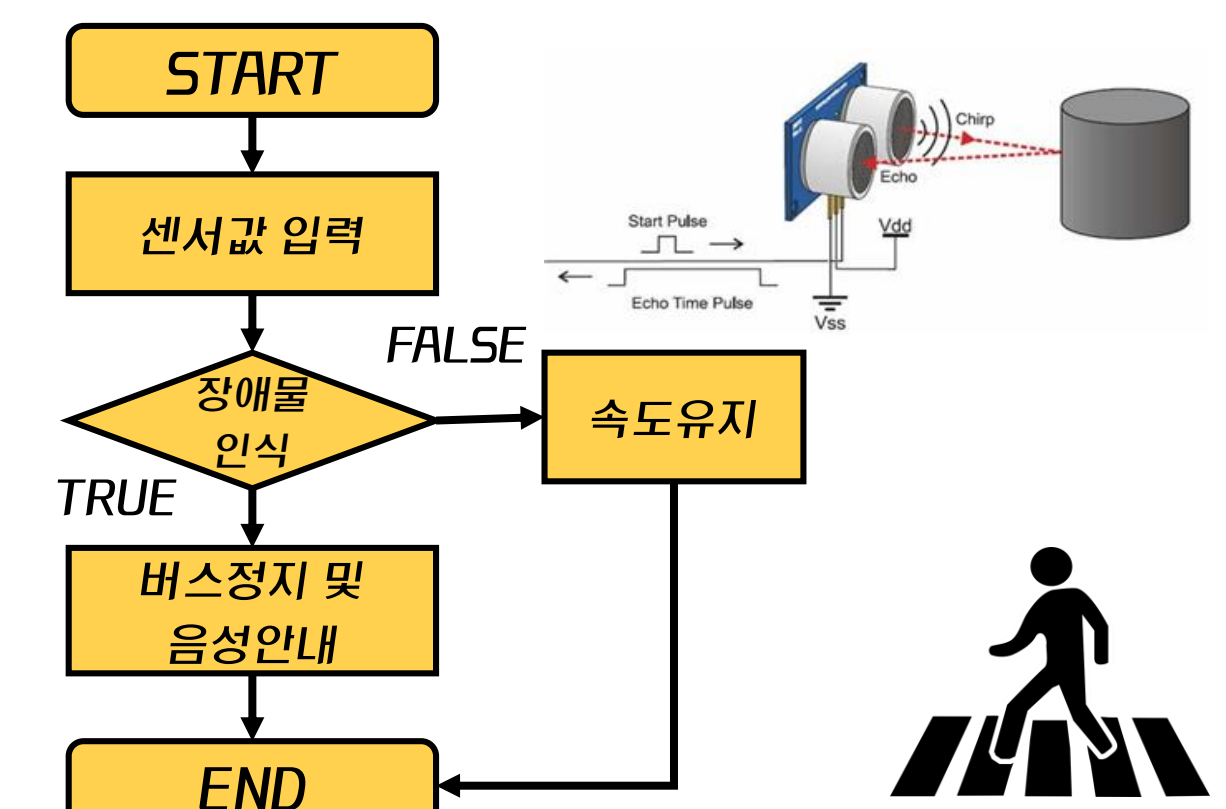 START
센서값 입력
장애물
인식
FALSE
속도유지
TRUE
버스정지 및
음성안내
END
Chirp
Echo
Start Pulse
Vdd
Echo Time Pulse
Vss